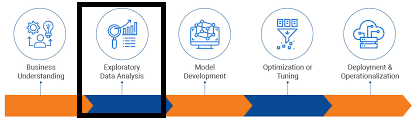 Business
Understanding
Exploratory
Data Analysis
Model
Development
Optimization or
Tuning
Deployment &
Operationalization